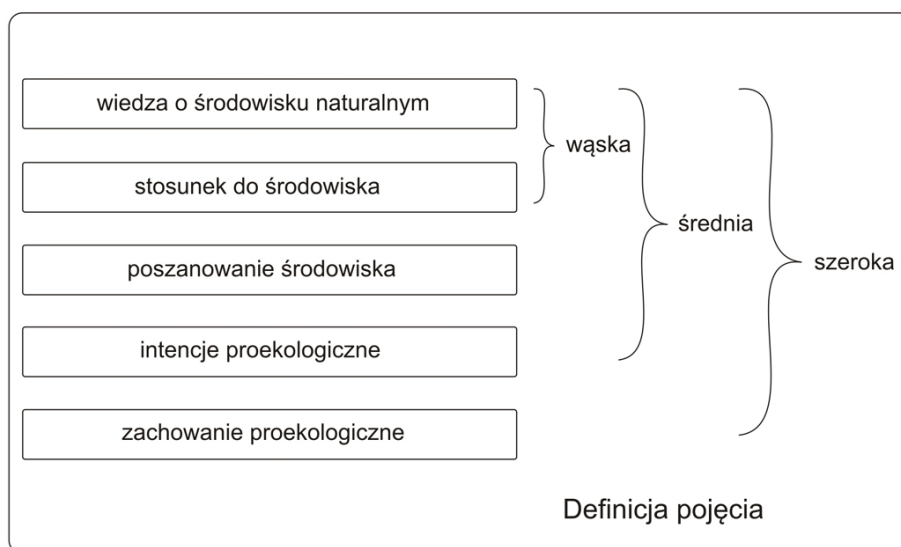 wiedza o środowisku naturalnym
stosunek do środowiska
poszanowanie środowiska
intencje proekologiczne
zachowanie proekologiczne
wąska
średnia
szeroka
Definicja pojęcia